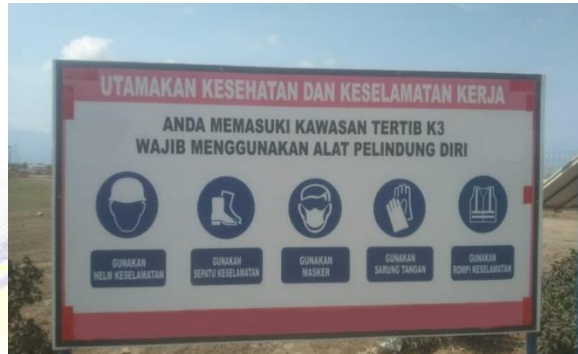 UTAMAKAN KESEHATAN DAN KESELAMATAN KERJA
ANDA MEMASUKI KAWASAN TERTIB K3
WAJIB MENGGUNAKAN ALAT PELINDUNG DIRI
GUNAKAN
HELM KESELAMATAN
GUNAKAN
SEPATU KESELAMATAN
GUNAKAN
MASKER
GUNAKAN
SARUNG TANGAN
GUNAKAN
ROMPI KESELAMATAN